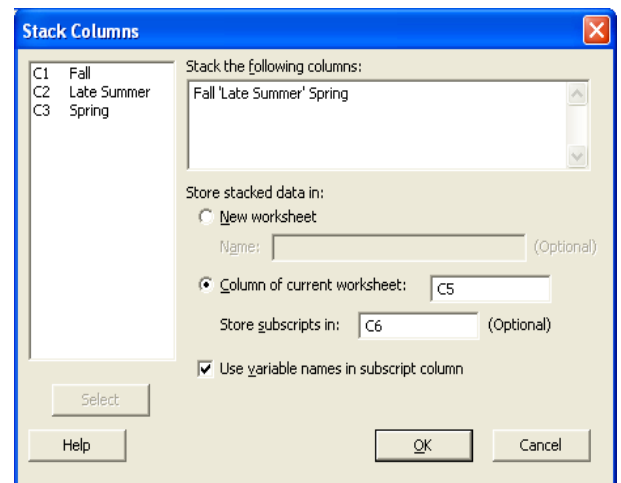 Stack Columns
C1 Fall
C2 Late Summer
C3 Spring
Stack the following columns:
Fall 'Late Summer' Spring
Store stacked data in:
New worksheet
Name: (Optional)
Column of current worksheet: C5
Store subscripts in: C6 (Optional)
Use variable names in subscript column
Select
Help OK Cancel